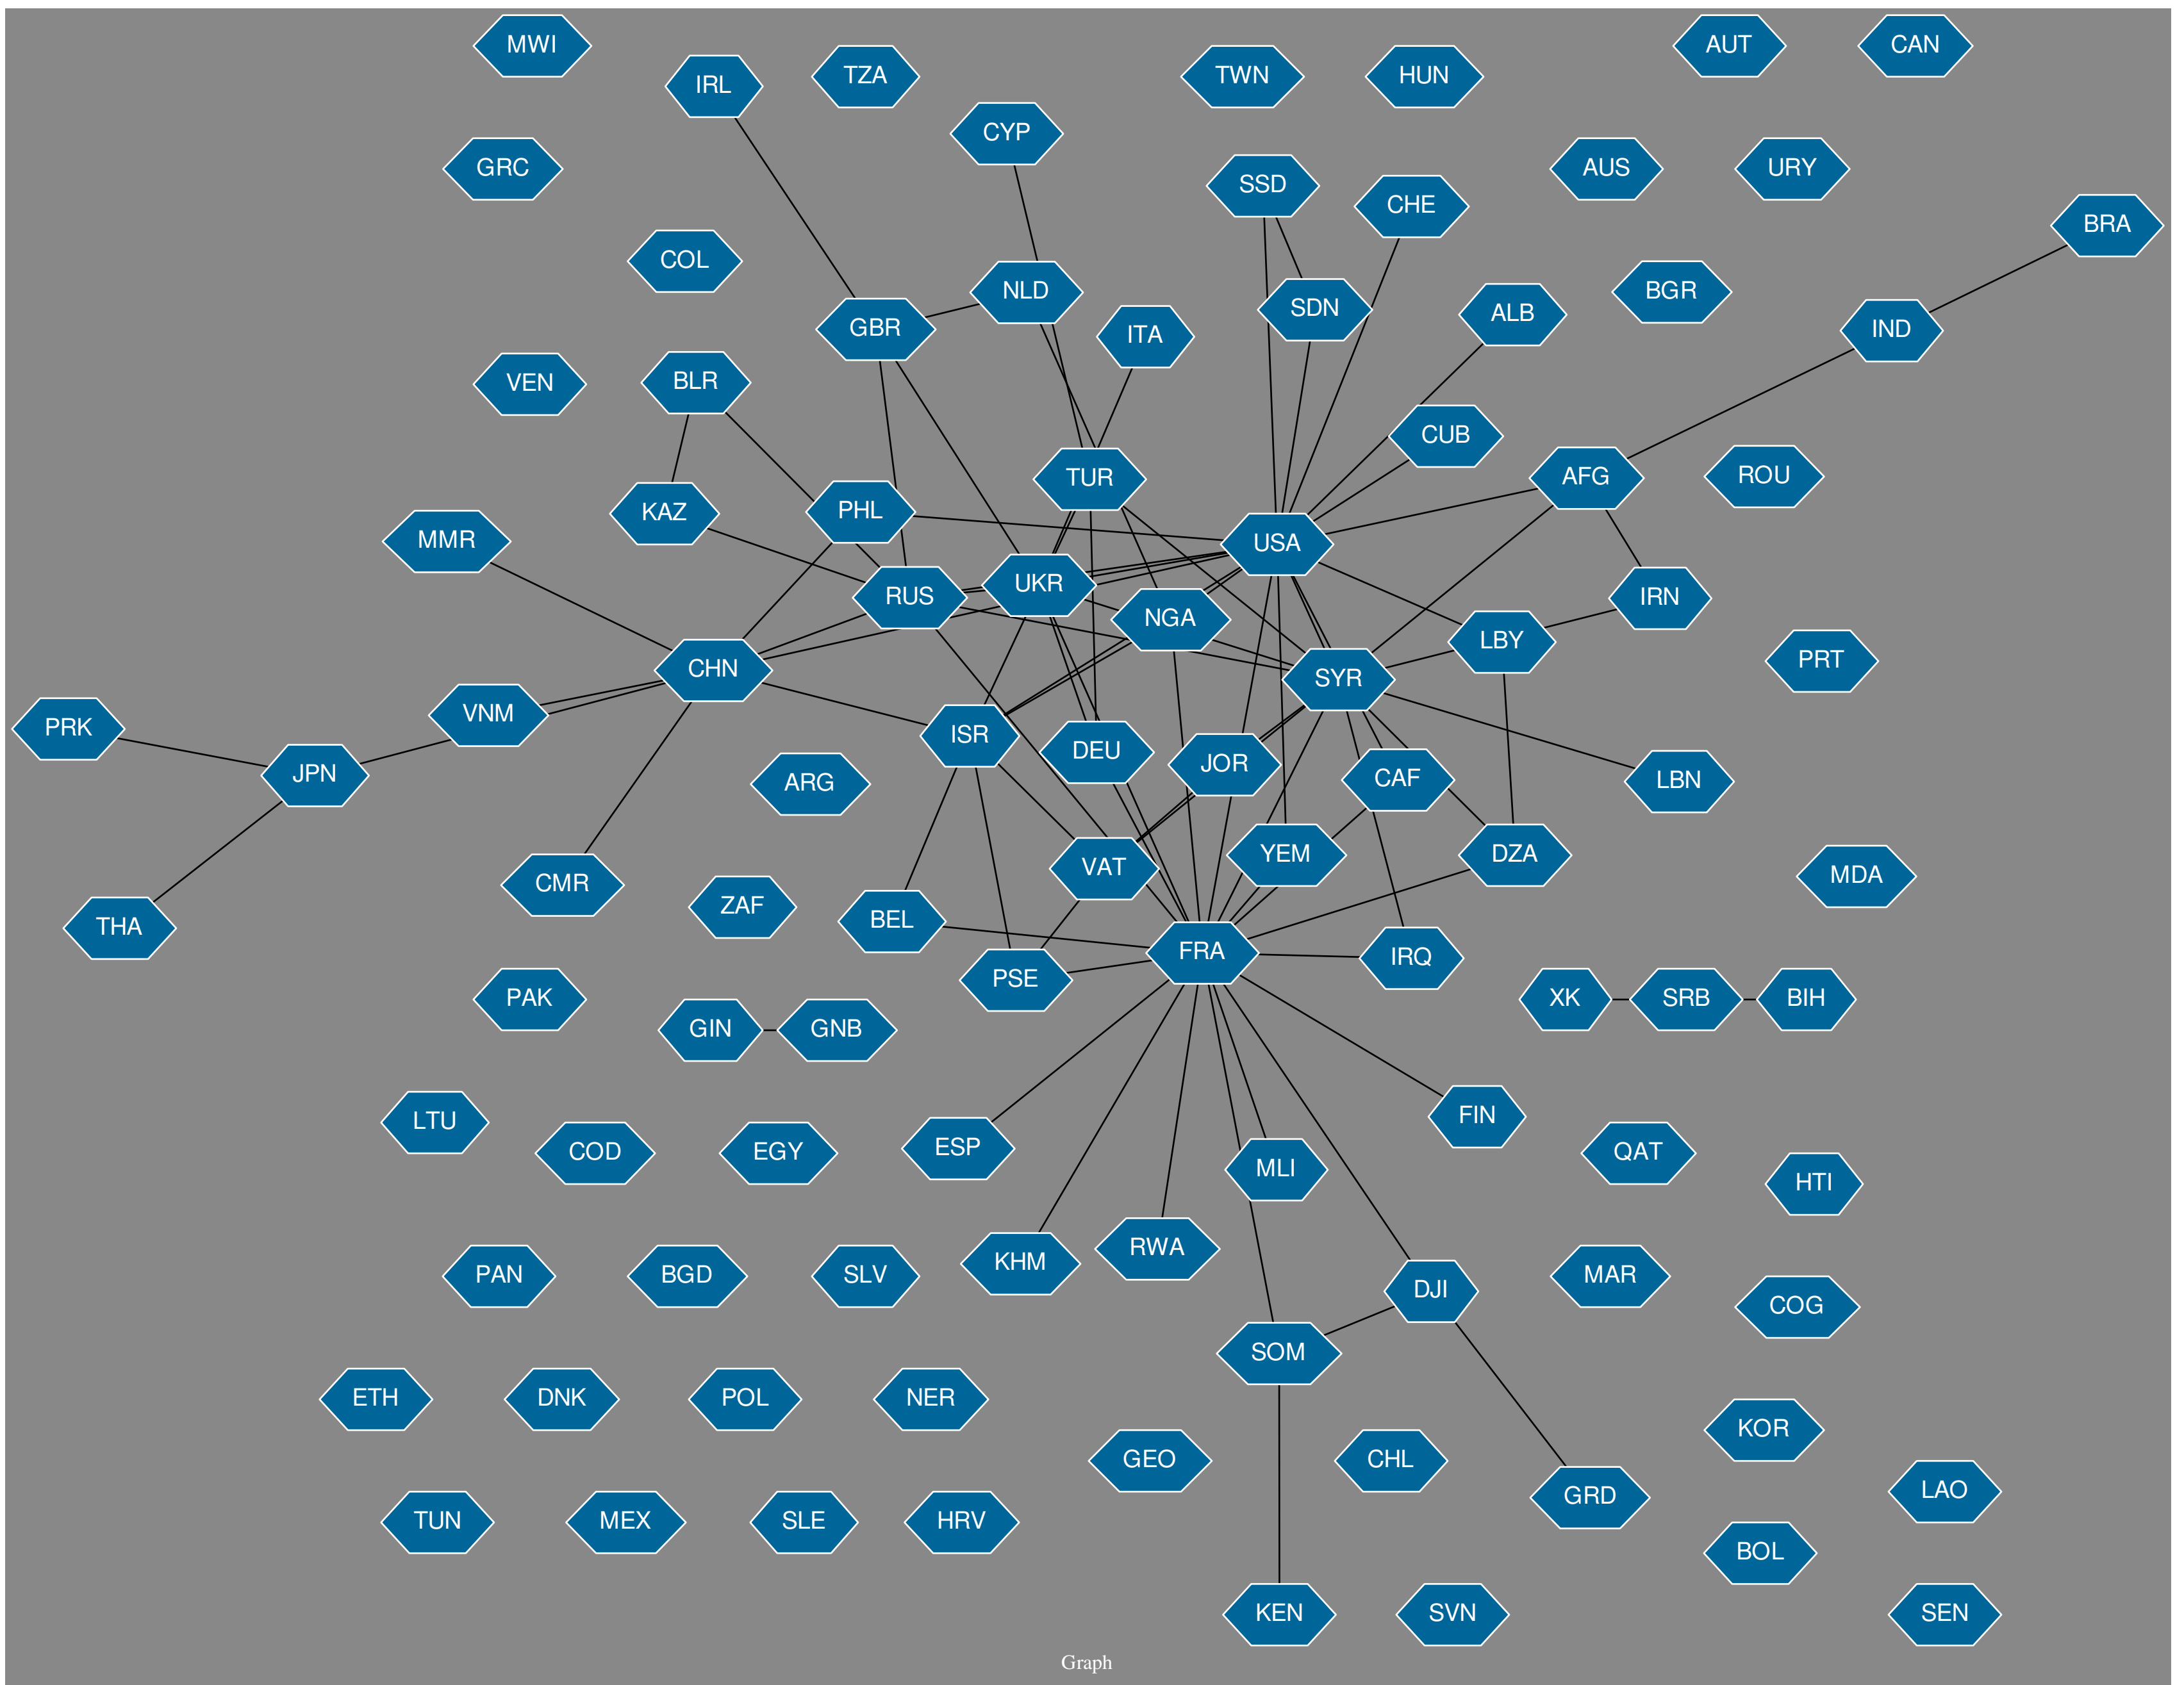 MWI
AUT
CAN
IRL
TZA
TWN
HUN
CYP
GRC
AUS
URY
SSD
CHE
BRA
COL
NLD
BGR
SDN
ALB
GBR
IND
ITA
VEN
BLR
CUB
TUR
AFG
ROU
KAZ
PHL
MMR
USA
UKR
RUS
IRN
NGA
LBY
PRT
CHN
SYR
VNM
PRK
ISR
DEU
JOR
JPN
CAF
LBN
ARG
YEM
DZA
VAT
MDA
CMR
ZAF
BEL
THA
FRA
IRQ
PSE
PAK
XK
SRB
BIH
GIN
GNB
FIN
LTU
ESP
COD
EGY
QAT
MLI
HTI
RWA
KHM
PAN
BGD
SLV
MAR
DJI
COG
SOM
ETH
DNK
POL
NER
KOR
GEO
CHL
LAO
GRD
TUN
MEX
SLE
HRV
BOL
KEN
SVN
SEN
Graph